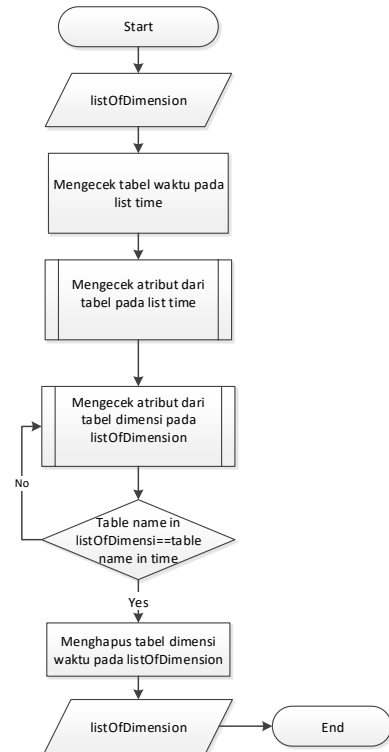 Start
listOfDimension
Mengecek tabel waktu pada
list time
Mengecek atribut dari
tabel pada list time
Mengecek atribut dari
tabel dimensi pada
listOfDimension
No
Table name in
listOfDimensi==table
name in time
Yes
Menghapus tabel dimensi
waktu pada listOfDimension
listOfDimension
End